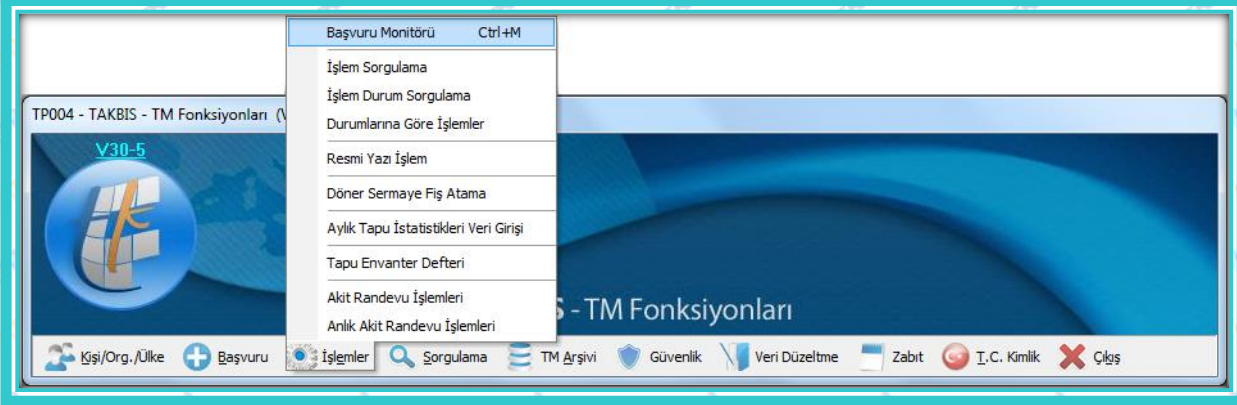 Başvuru Monitörü Ctrl+M
İşlem Sorgulama
İşlem Durum Sorgulama
Durumlarına Göre İşlemler
Resmi Yazı İşlem
Döner Sermaye Fiş Atama
Aylık Tapu İstatistikleri Veri Girişi
Tapu Envanter Defteri
Akit Randevu İşlemleri
Anlık Akit Randevu İşlemleri
TP004 - TAKBIS - TM Fonksiyonları (V
V30-5
- TM Fonksiyonları
Kişi/Org./Ülke Başvuru İşlemler Sorgulama TM Arşivi Güvenlik Veri Düzeltme Zabıt T.C. Kimlik Çıkış